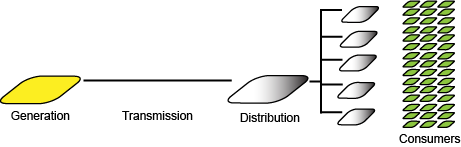 Generation
Transmission
Distribution
Consumers